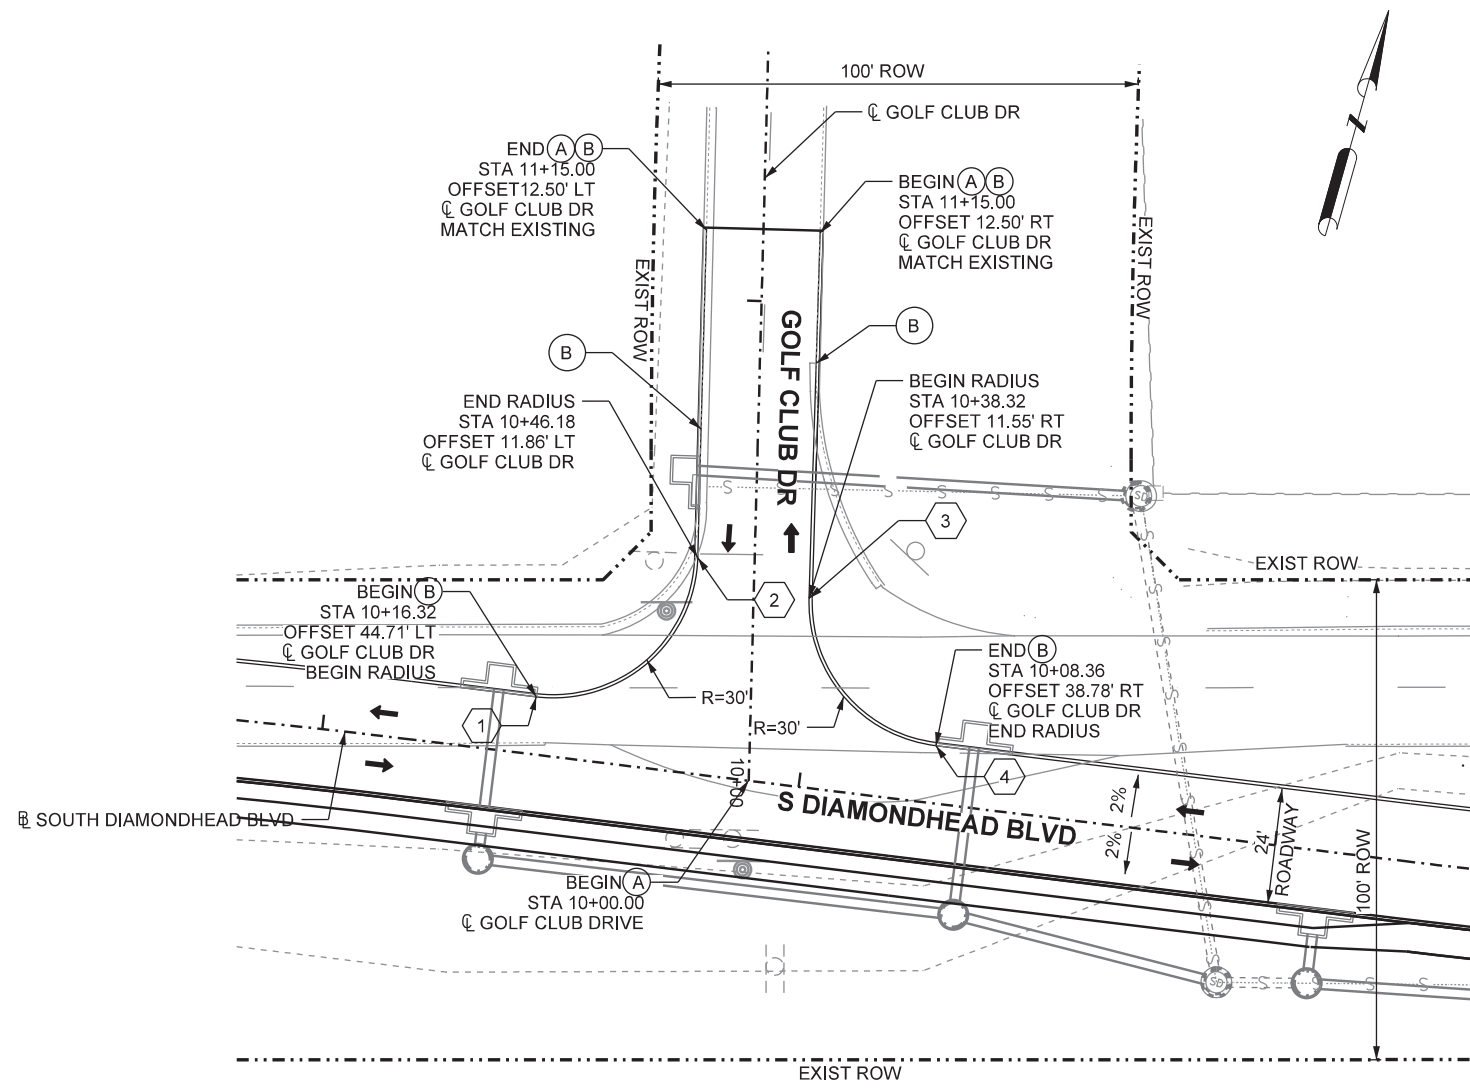 100' ROW
℄ GOLF CLUB DR
N
END A B
STA 11+15.00
OFFSET12.50' LT
℄ GOLF CLUB DR
MATCH EXISTING
BEGIN A B
STA 11+15.00
OFFSET 12.50' RT
℄ GOLF CLUB DR
MATCH EXISTING
EXIST ROW
EXIST ROW
GOLF CLUB DR
B
B
END RADIUS
STA 10+46.18
OFFSET 11.86' LT
℄ GOLF CLUB DR
BEGIN RADIUS
STA 10+38.32
OFFSET 11.55' RT
℄ GOLF CLUB DR
S S S S S S
SD
3
2
EXIST ROW
BEGIN B
STA 10+16.32
OFFSET 44.71' LT
℄ GOLF CLUB DR
BEGIN RADIUS
END B
STA 10+08.36
OFFSET 38.78' RT
℄ GOLF CLUB DR
END RADIUS
R=30'
R=30'
1
4
10+00
S DIAMONDHEAD BLVD
2%
2%
24'
ROADWAY
100' ROW
BL SOUTH DIAMONDHEAD BLVD
BEGIN A
STA 10+00.00
℄ GOLF CLUB DRIVE
SD
S S S S
EXIST ROW